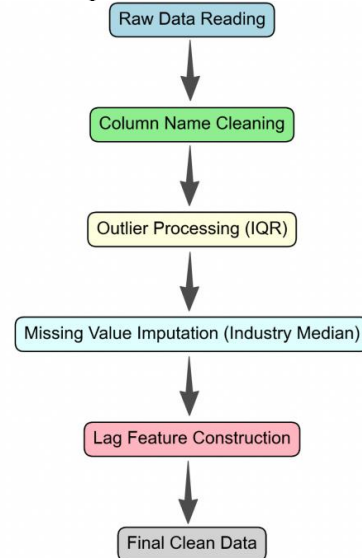 Raw Data Reading
Column Name Cleaning
Outlier Processing (IQR)
Missing Value Imputation (Industry Median)
Lag Feature Construction
Final Clean Data